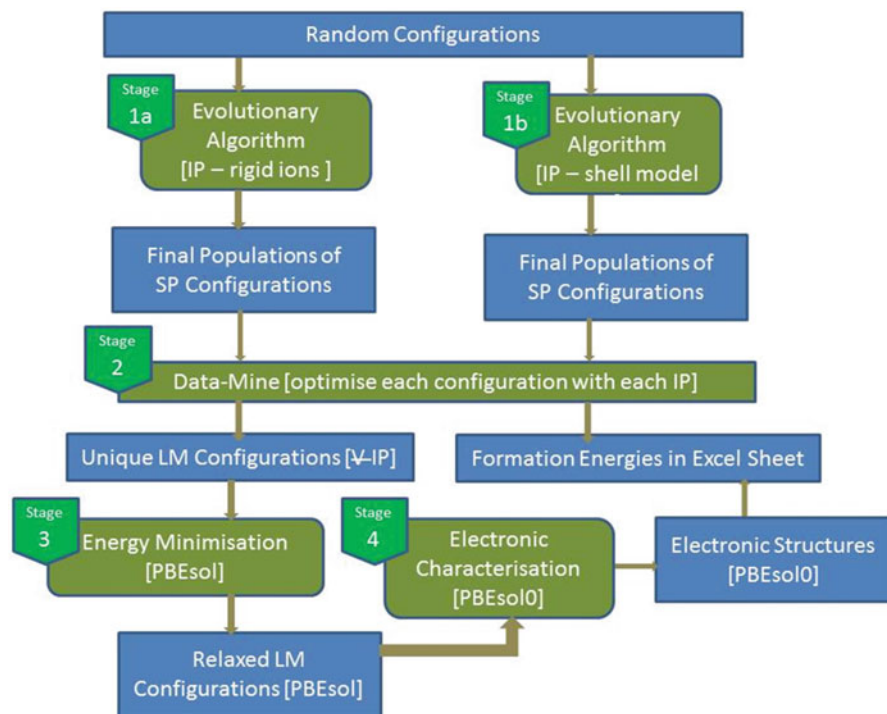 Random Configurations
Stage
1a
Evolutionary
Algorithm
[IP – rigid ions ]
Stage
1b
Evolutionary
Algorithm
[IP – shell model
Final Populations of
SP Configurations
Final Populations of
SP Configurations
Stage
2
Data-Mine [optimise each configuration with each IP]
Unique LM Configurations [V IP]
Formation Energies in Excel Sheet
Stage
3
Energy Minimisation
[PBEsol]
Stage
4
Electronic
Characterisation
[PBEsol0]
Electronic Structures
[PBEsol0]
Relaxed LM
Configurations [PBEsol]